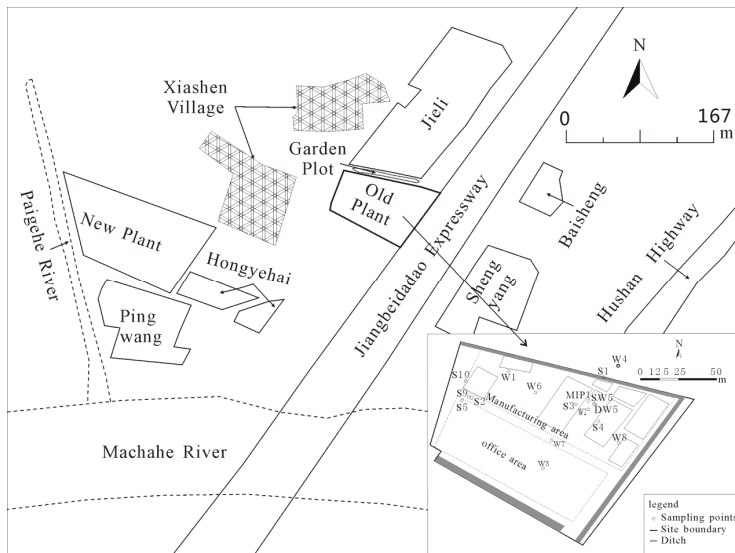 Xiashen
Village
Jieli
N
0
167
m
Garden
Plot
Old
Plant
Paigehe River
New Plant
Hongyehai
Ping
wang
Jiangbeidadao Expressway
Baisheng
Sheng
yang
Hushan Highway
Machahe River
N
0 12.5 25 50
m
W4
S1
S10
W1
W6
MIP1
SW5
S9
S2
S3
W2
DW5
S5
S4
Manufacturing area
W7
W8
office area
W3
legend
Sampling points
Site boundary
Ditch